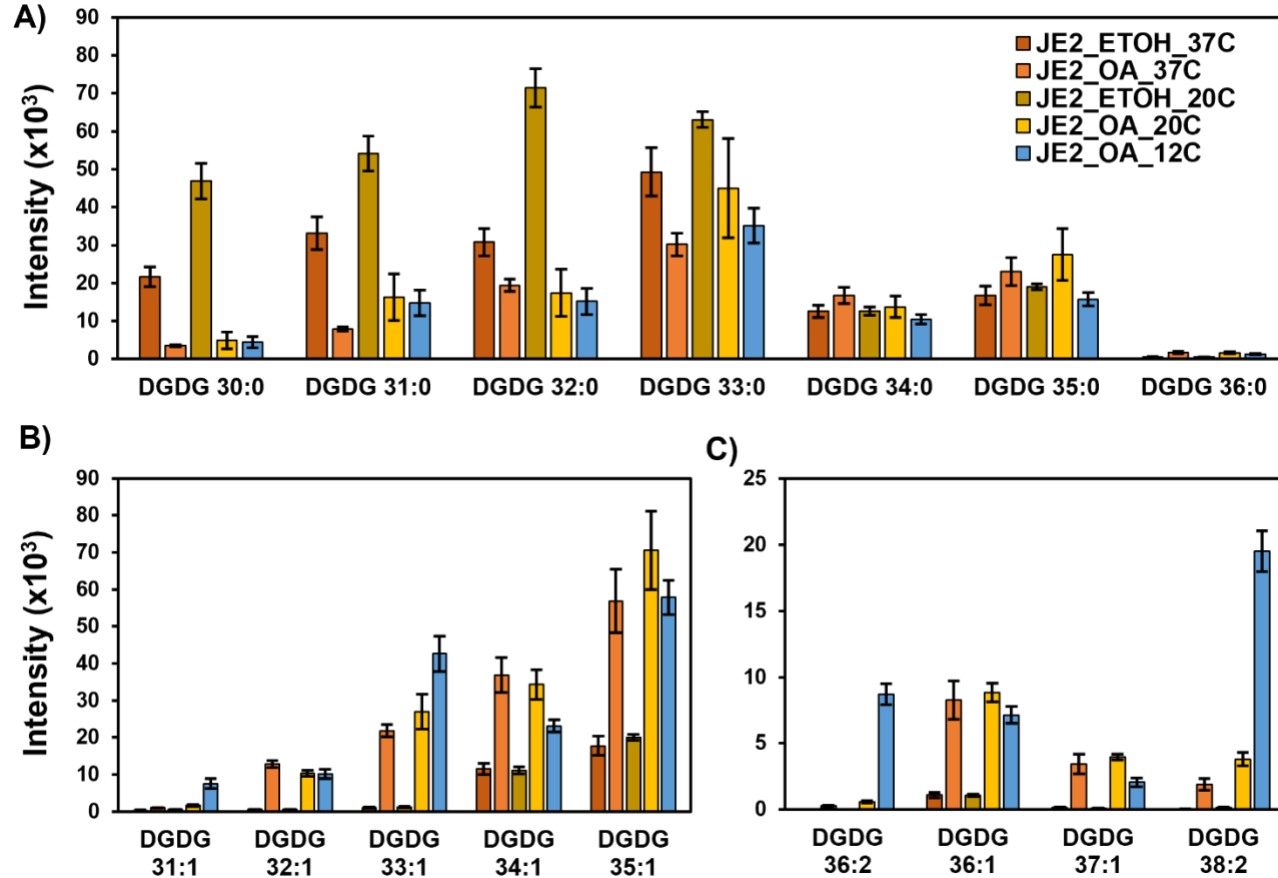 A)
Intensity (x10³)
90
80
70
60
50
40
30
20
10
0
JE2_ETOH_37C
JE2_OA_37C
JE2_ETOH_20C
JE2_OA_20C
JE2_OA_12C
DGDG 30:0 DGDG 31:0 DGDG 32:0 DGDG 33:0 DGDG 34:0 DGDG 35:0 DGDG 36:0
B)
Intensity (x10³)
90
80
70
60
50
40
30
20
10
0
DGDG DGDG DGDG DGDG DGDG
31:1 32:1 33:1 34:1 35:1
C)
25
20
15
10
5
0
DGDG DGDG DGDG DGDG
36:2 36:1 37:1 38:2